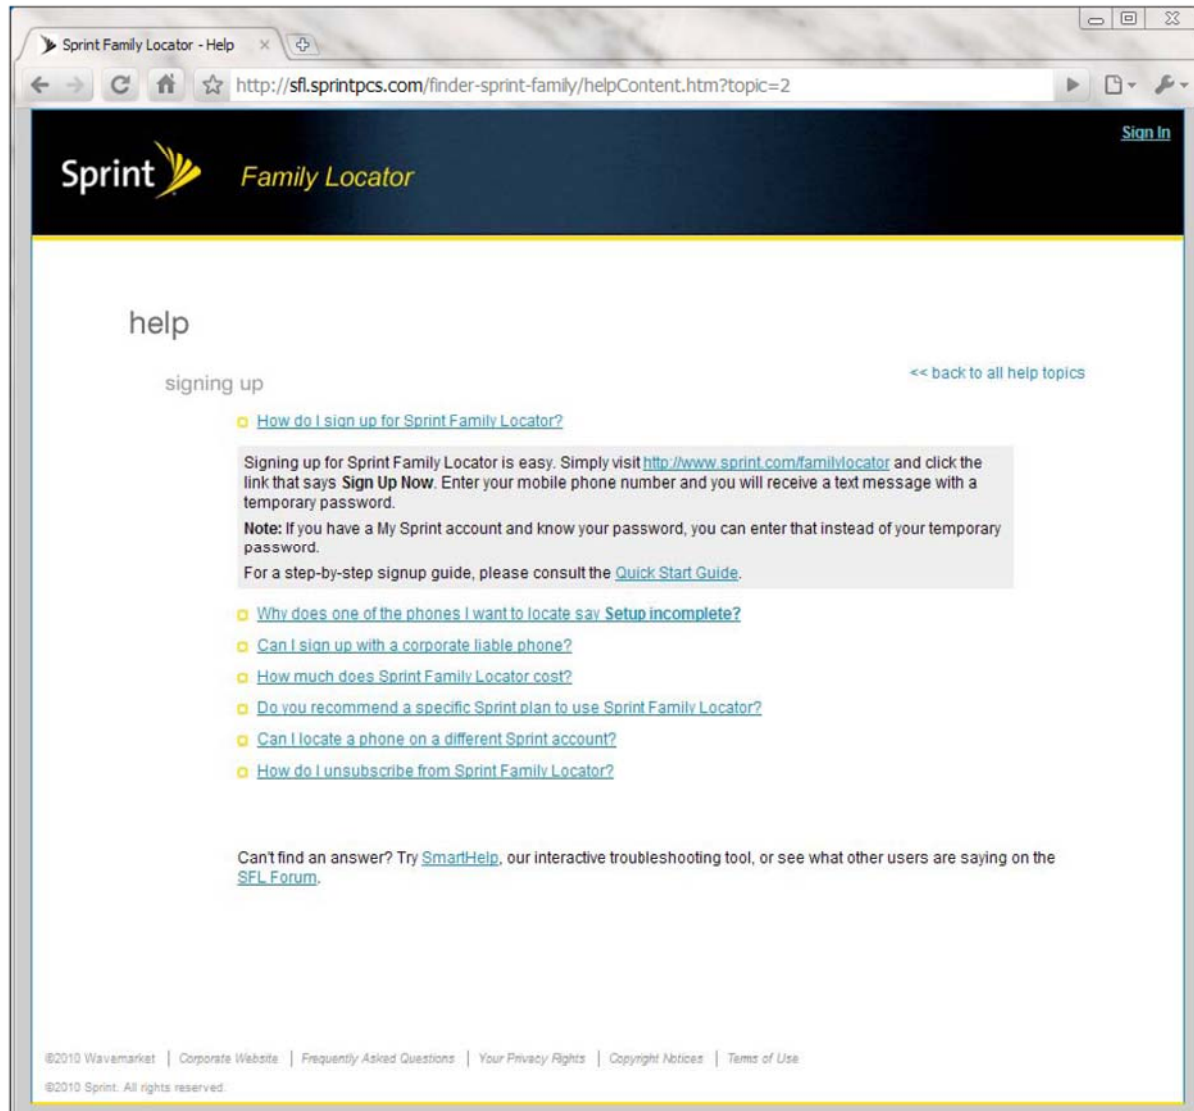 Sprint Family Locator - Help
http://sfl.sprintpcs.com/finder-sprint-family/helpContent.htm?topic=2
Sign In
Sprint Family Locator
help
signing up
<< back to all help topics
How do I sign up for Sprint Family Locator?
Signing up for Sprint Family Locator is easy. Simply visit http://www.sprint.com/familylocator and click the
link that says Sign Up Now. Enter your mobile phone number and you will receive a text message with a
temporary password.
Note: If you have a My Sprint account and know your password, you can enter that instead of your temporary
password.
For a step-by-step signup guide, please consult the Quick Start Guide.
Why does one of the phones I want to locate say Setup incomplete?
Can I sign up with a corporate liable phone?
How much does Sprint Family Locator cost?
Do you recommend a specific Sprint plan to use Sprint Family Locator?
Can I locate a phone on a different Sprint account?
How do I unsubscribe from Sprint Family Locator?
Can't find an answer? Try SmartHelp, our interactive troubleshooting tool, or see what other users are saying on the
SFL Forum.
©2010 Wavemarket | Corporate Website | Frequently Asked Questions | Your Privacy Rights | Copyright Notices | Terms of Use
©2010 Sprint. All rights reserved.